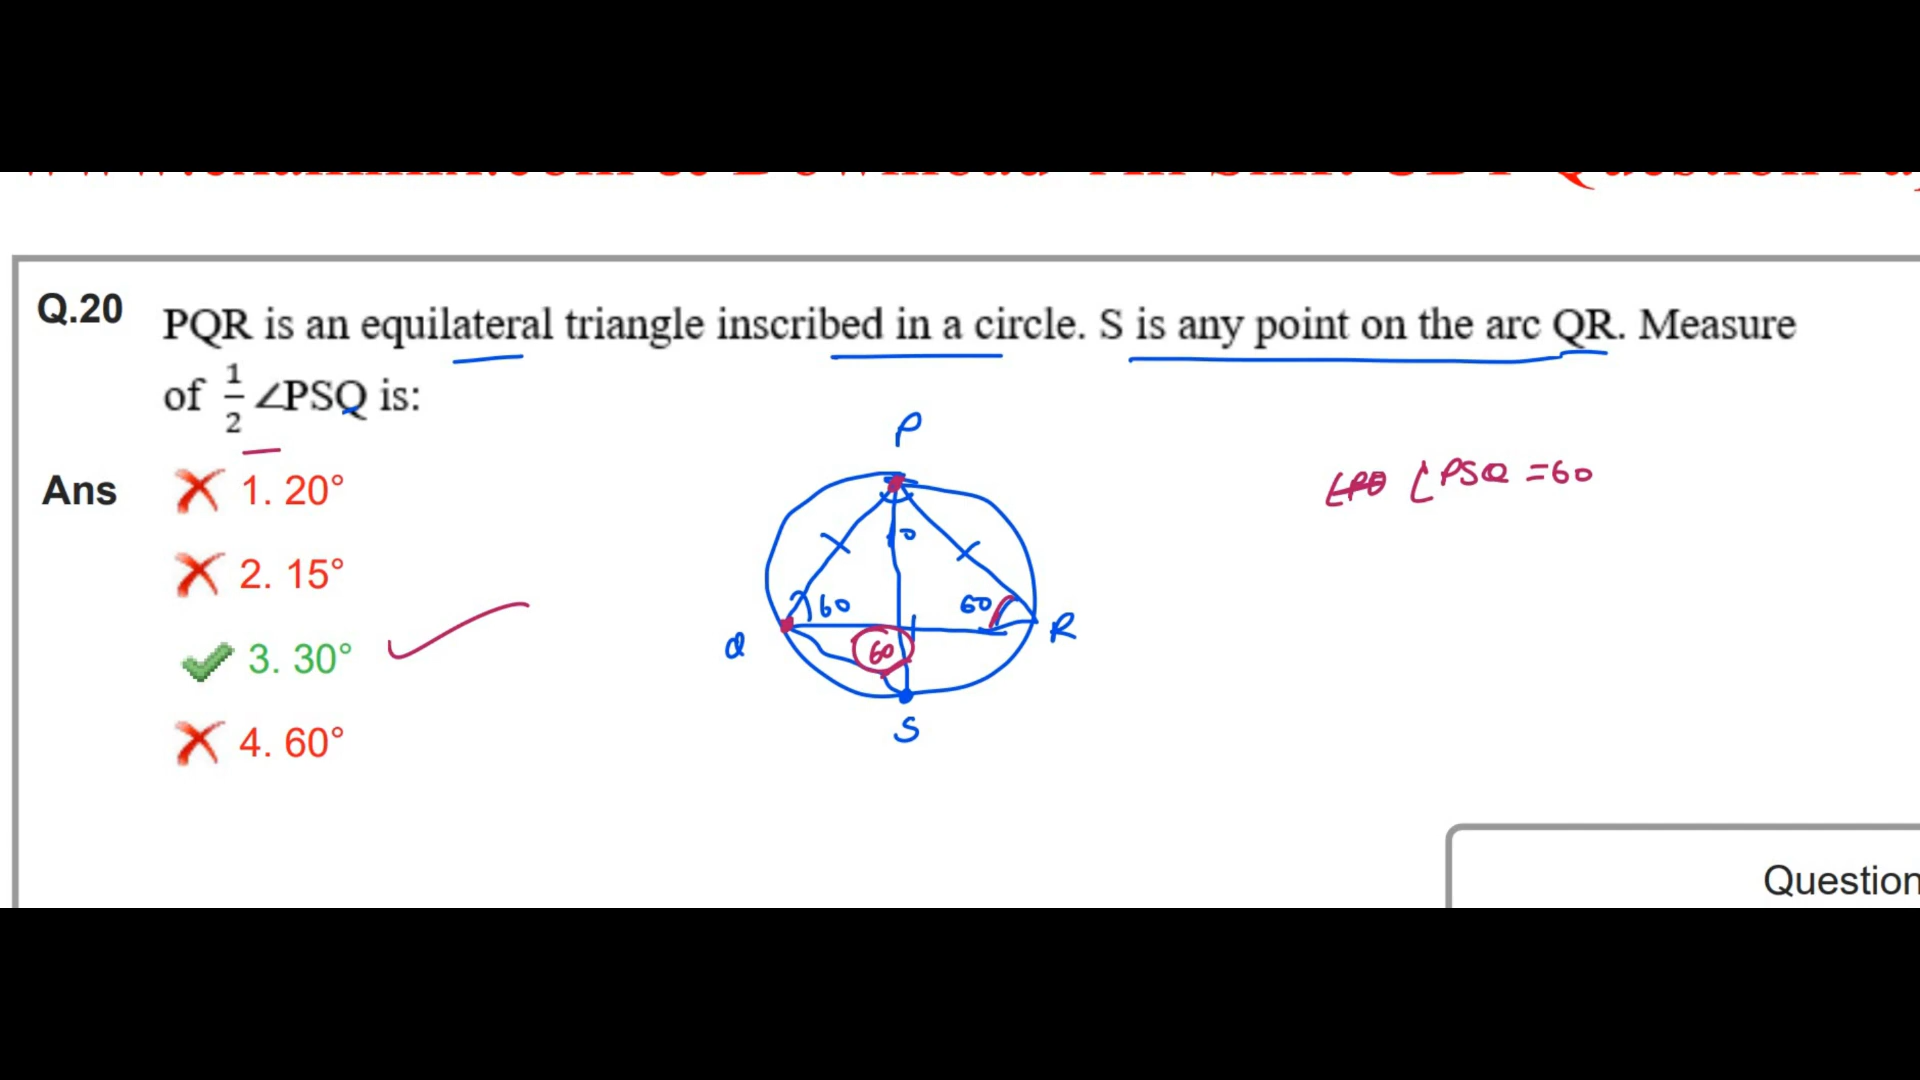 Q.20 PQR is an equilateral triangle inscribed in a circle. S is any point on the arc QR. Measure
of 1/2 ∠PSQ is:
P
∠PSQ =60
Ans 1. 20°
2. 15°
60 60
Q R
60
3. 30°
S
4. 60°
Question